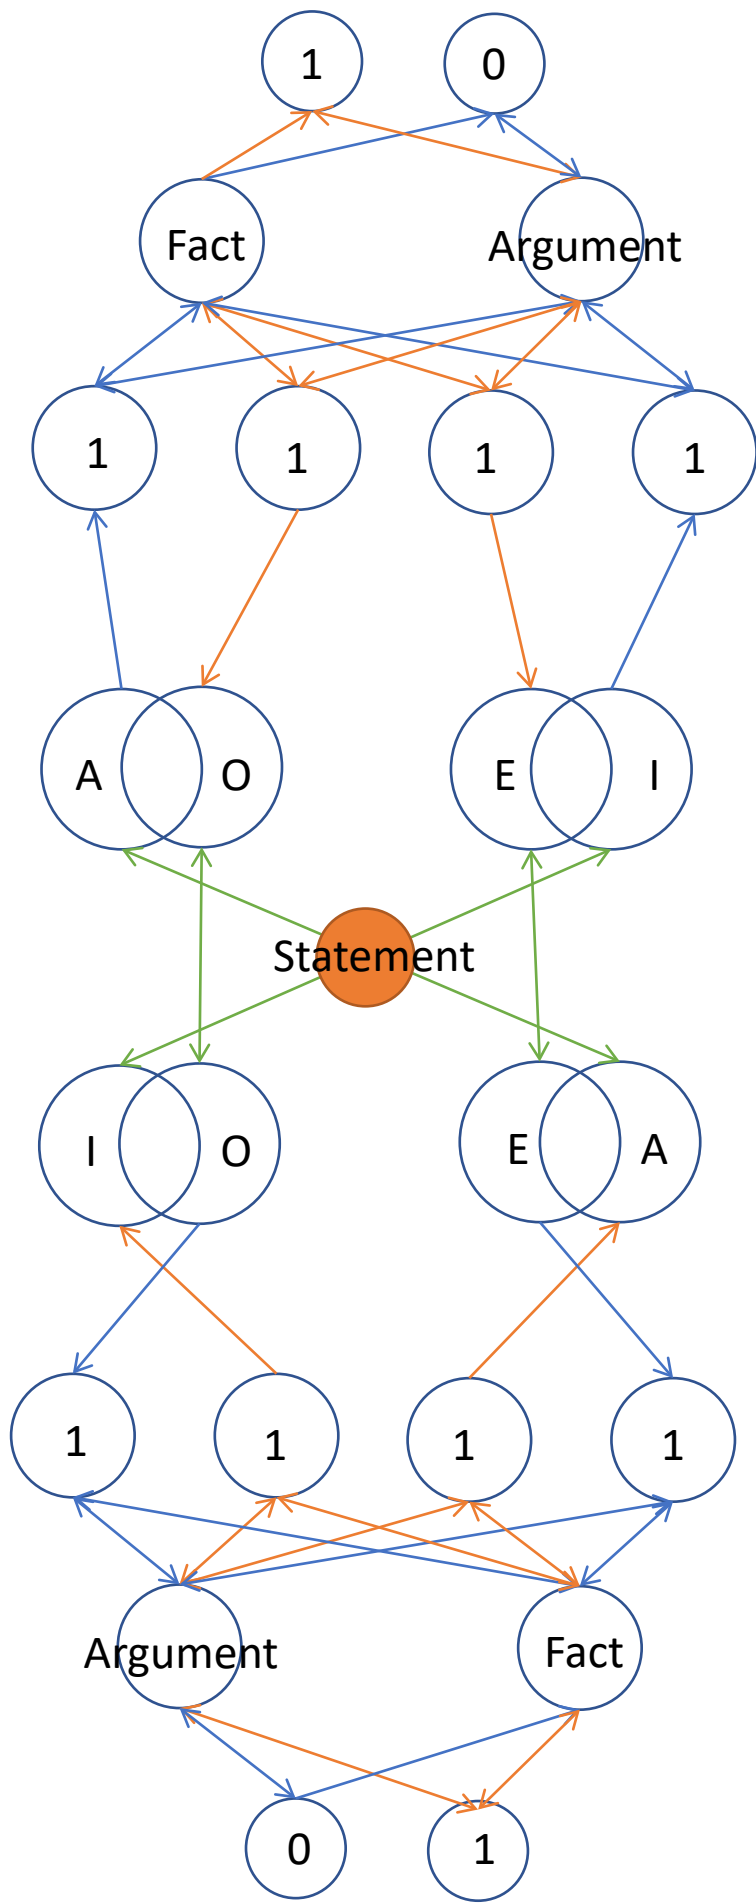 1 0
Fact Argument
1 1 1 1
A O E I
Statement
I O E A
1 1 1 1
Argument Fact
0 1